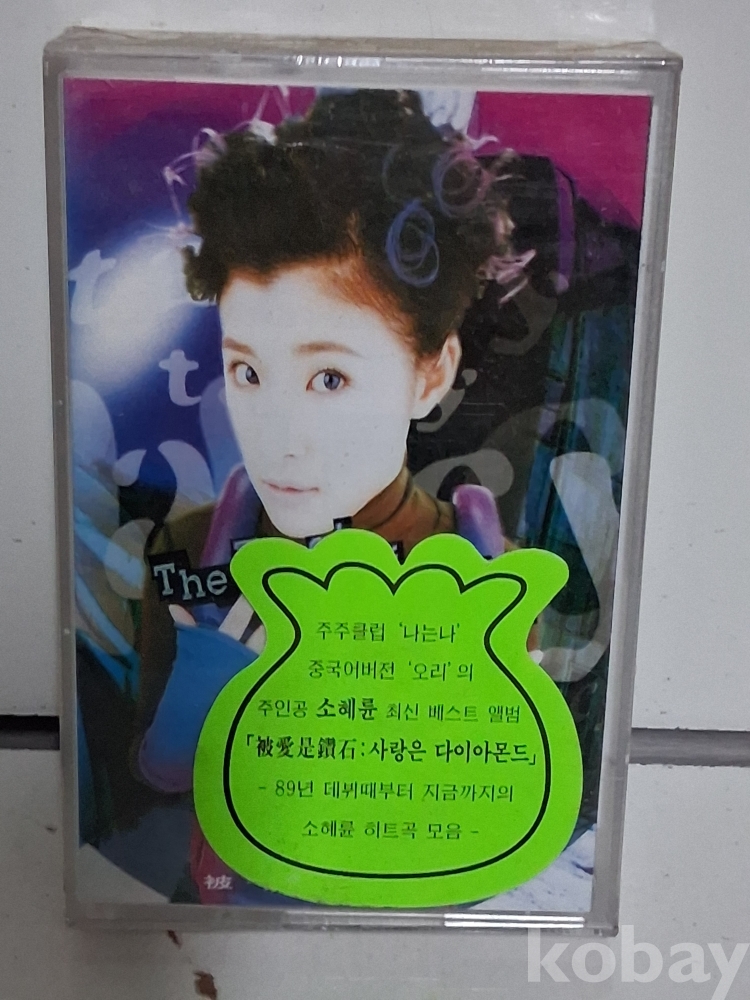 The
주주클럽 '나는나'
중국어버전 '오리'의
주인공 소혜륜 최신 베스트 앨범
「被愛是鑽石:사랑은 다이아몬드」
- 89년 데뷔때부터 지금까지의
소혜륜 히트곡 모음 -
被
kobay